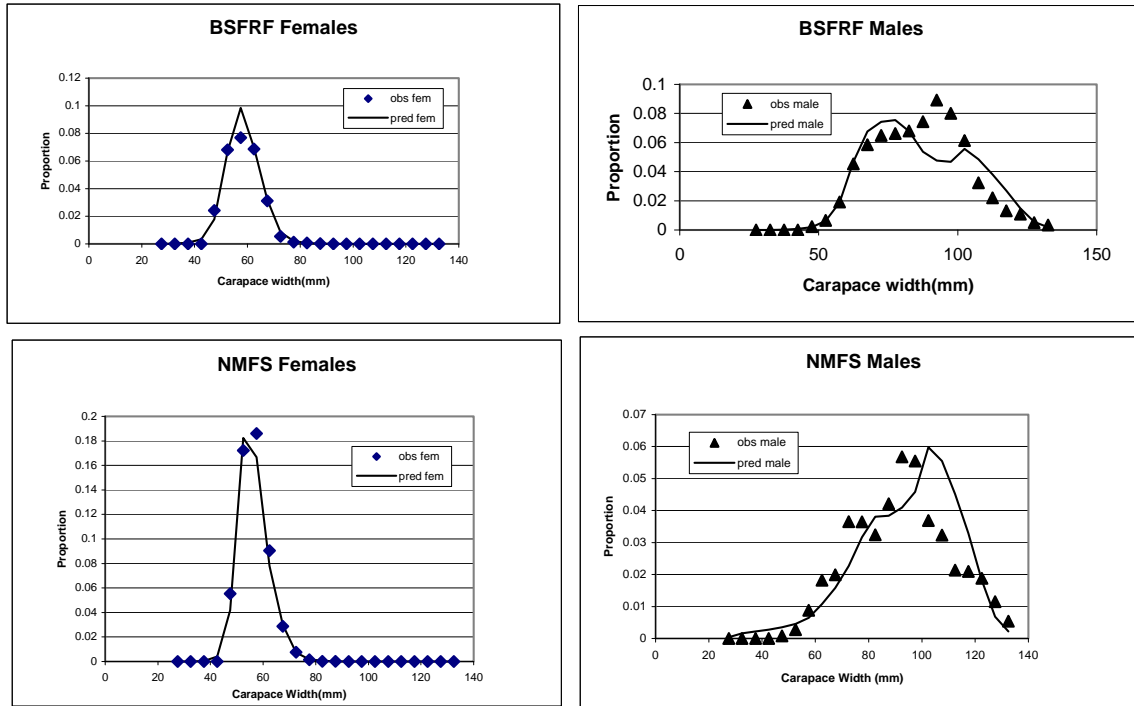 BSFRF Females
0.12
0.1
0.08
0.06
0.04
0.02
0
Proportion
obs fem
pred fem
0 20 40 60 80 100 120 140
Carapace width(mm)
BSFRF Males
0.1
0.08
0.06
0.04
0.02
0
Proportion
obs male
pred male
0 50 100 150
Carapace width(mm)
NMFS Females
0.2
0.18
0.16
0.14
0.12
0.1
0.08
0.06
0.04
0.02
0
Proportion
obs fem
pred fem
0 20 40 60 80 100 120 140
Carapace Width(mm)
NMFS Males
0.07
0.06
0.05
0.04
0.03
0.02
0.01
0
Proportion
obs male
pred male
0 20 40 60 80 100 120 140
Carapace Width (mm)